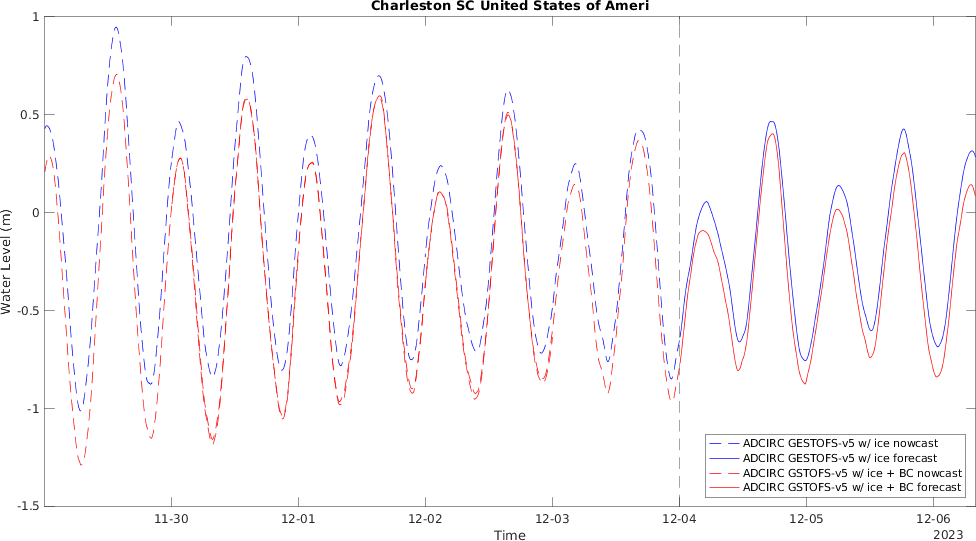 Charleston SC United States of Ameri
Water Level (m)
1
0.5
0
-0.5
-1
-1.5
11-30
12-01
12-02
12-03
12-04
12-05
12-06
Time
2023
ADCIRC GESTOFS-v5 w/ ice nowcast
ADCIRC GESTOFS-v5 w/ ice forecast
ADCIRC GSTOFS-v5 w/ ice + BC nowcast
ADCIRC GSTOFS-v5 w/ ice + BC forecast